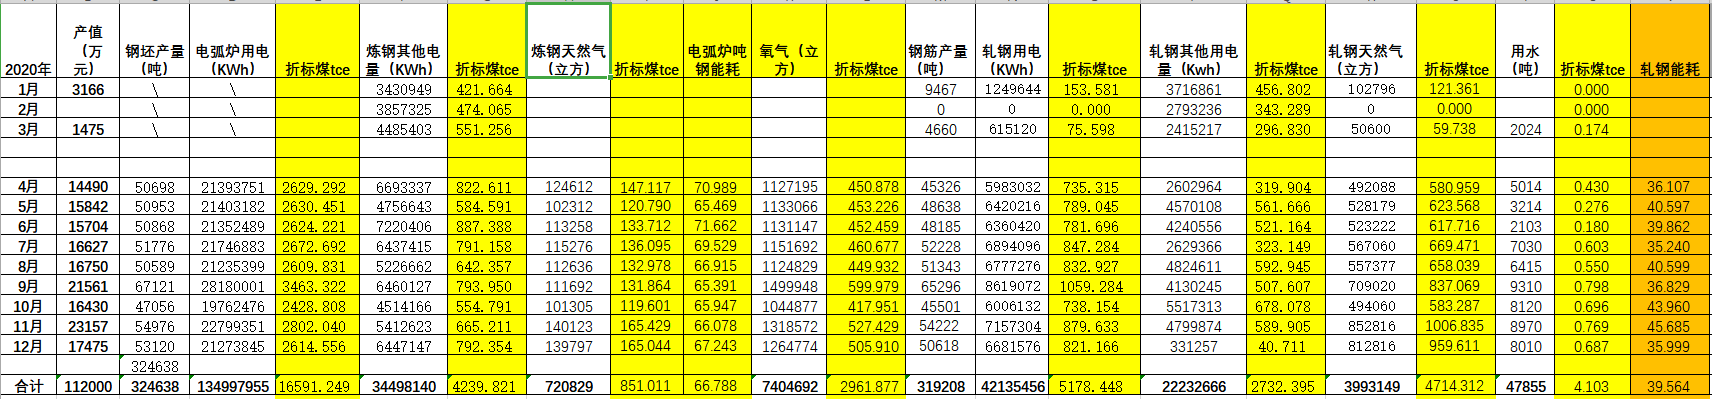 2020年 产值（万元） 钢坯产量（吨） 电弧炉用电（KWh） 折标煤tce 炼钢其他电量（KWh） 折标煤tce 炼钢天然气（立方） 折标煤tce 电弧炉吨钢能耗 氧气（立方） 折标煤tce 钢筋产量（吨） 轧钢用电（KWh） 折标煤tce 轧钢其他用电量（Kwh） 折标煤tce 轧钢天然气（立方） 折标煤tce 用水（吨） 折标煤tce 轧钢能耗
1月 3166 \ \ 3430949 421.664 9467 1249644 153.581 3716861 456.802 102796 121.361 0.000
2月 \ \ 3857325 474.065 0 0 0.000 2793236 343.289 0 0.000 0.000
3月 1475 \ \ 4485403 551.256 4660 615120 75.598 2415217 296.830 50600 59.738 2024 0.174
4月 14490 50698 21393751 2629.292 6693337 822.611 124612 147.117 70.989 1127195 450.878 45326 5983032 735.315 2602964 319.904 492088 580.959 5014 0.430 36.107
5月 15842 50953 21403182 2630.451 4756643 584.591 102312 120.790 65.469 1133066 453.226 48638 6420216 789.045 4570108 561.666 528179 623.568 3214 0.276 40.597
6月 15704 50868 21352489 2624.221 7220406 887.388 113258 133.712 71.662 1131147 452.459 48185 6360420 781.696 4240556 521.164 523222 617.716 2103 0.180 39.862
7月 16627 51776 21746883 2672.692 6437415 791.158 115276 136.095 69.529 1151692 460.677 52228 6894096 847.284 2629366 323.149 567060 669.471 7030 0.603 35.240
8月 16750 50589 21235399 2609.831 5226662 642.357 112636 132.978 66.915 1124829 449.932 51343 6777276 832.927 4824611 592.945 557377 658.039 6415 0.550 40.599
9月 21561 67121 28180001 3463.322 6460127 793.950 111692 131.864 65.391 1499948 599.979 65296 8619072 1059.284 4130245 507.607 709020 837.069 9310 0.798 36.829
10月 16430 47056 19762476 2428.808 4514166 554.791 101305 119.601 65.947 1044877 417.951 45501 6006132 738.154 5517313 678.078 494060 583.287 8120 0.696 43.960
11月 23157 54976 22799351 2802.040 5412623 665.211 140123 165.429 66.078 1318572 527.429 54222 7157304 879.633 4799874 589.905 852816 1006.835 8970 0.769 45.685
12月 17475 53120 21273845 2614.556 6447147 792.354 139797 165.044 67.243 1264774 505.910 50618 6681576 821.166 331257 40.711 812816 959.611 8010 0.687 35.999
324638
合计 112000 324638 134997955 16591.249 34498140 4239.821 720829 851.011 66.788 7404692 2961.877 319208 42135456 5178.448 22232666 2732.395 3993149 4714.312 47855 4.103 39.564